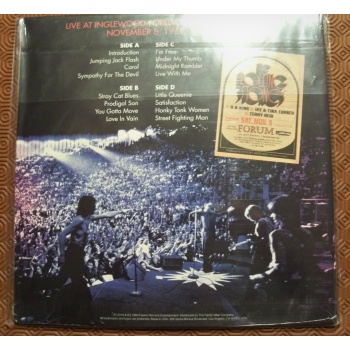 LIVE AT INGLEWOOD
NOVEMBER 8,
SIDE A
Introduction
Jumping Jack Flash
Carol
Sympathy For The Devil
SIDE C
I'm Free
Under My Thumb
Midnight Rambler
Live With Me
SIDE B
Stray Cat Blues
Prodigal Son
You Gotta Move
Love In Vain
SIDE D
Little Queenie
Satisfaction
Honky Tonk Women
Street Fighting Man
B.B. KING IKE & TINA TURNER
TERRY REID
SAT. NOV. 8
FORUM